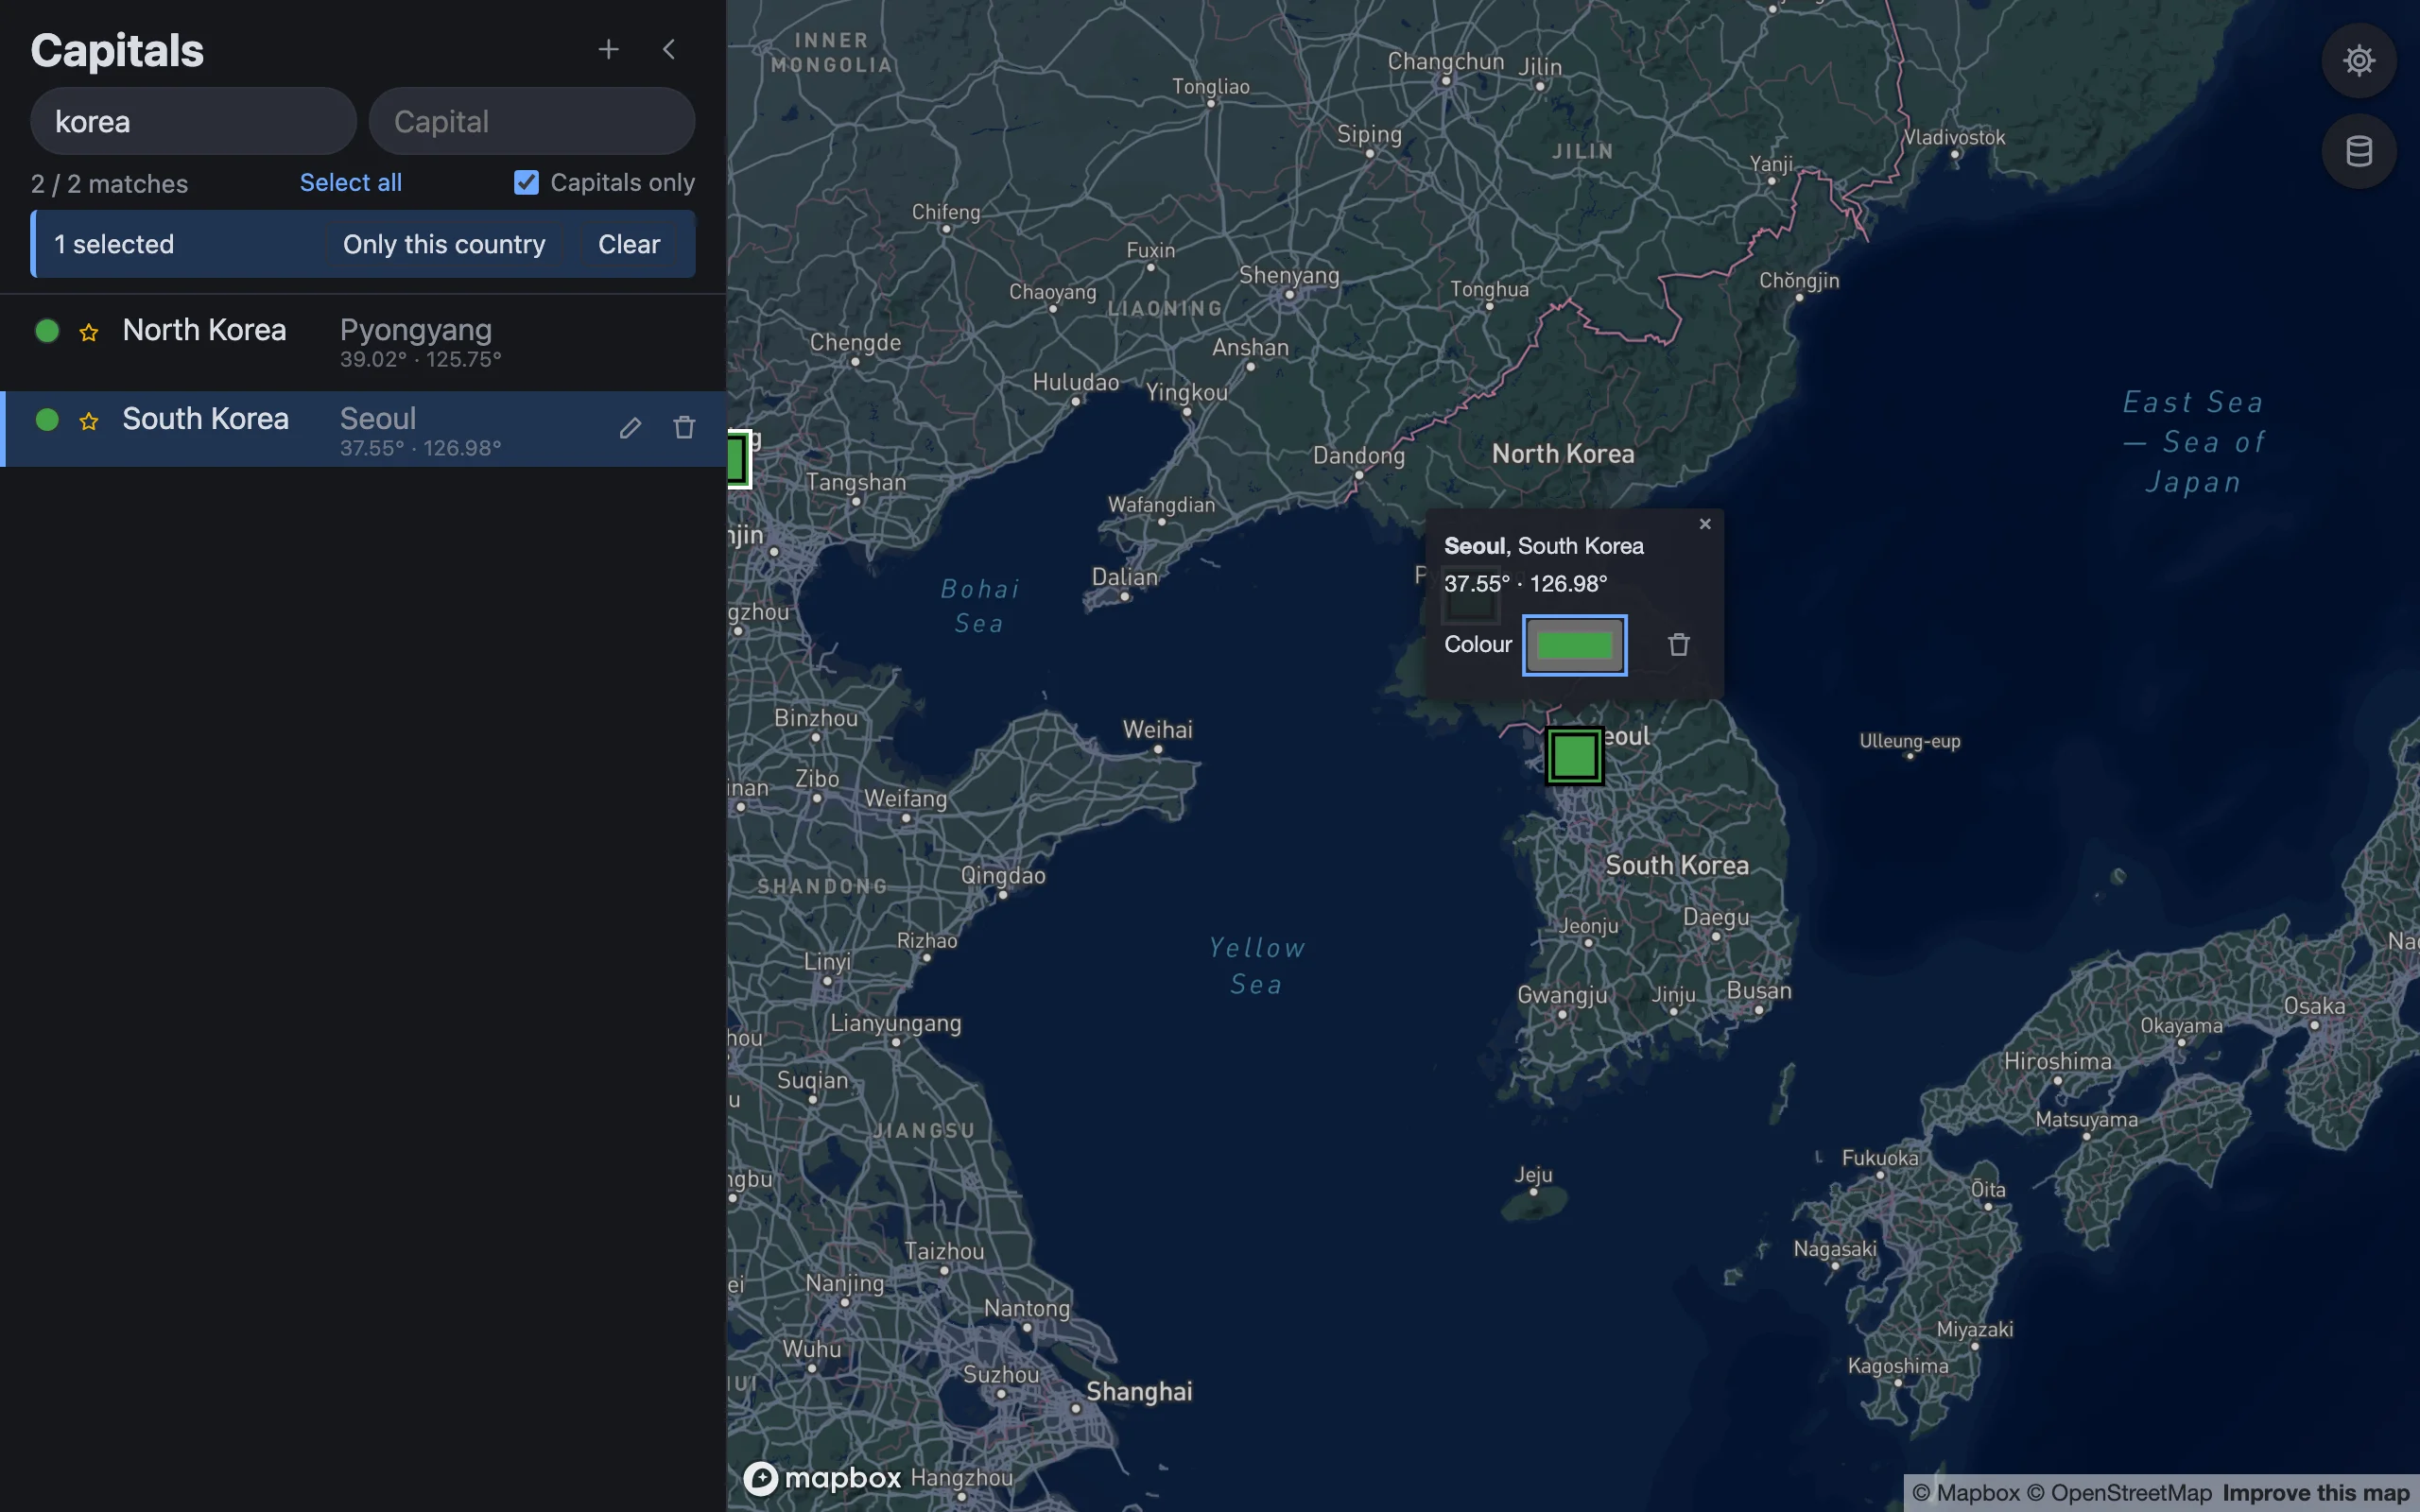 Capitals
korea
Capital
2 / 2 matches
Select all
Capitals only
1 selected
Only this country
Clear
North Korea
Pyongyang
39.02° · 125.75°
South Korea
Seoul
37.55° · 126.98°
INNER
MONGOLIA
Tongliao
Changchun
Jilin
Siping
JILIN
Yanji
Vladivostok
Chifeng
Fuxin
Shenyang
Chaoyang
LIAONING
Tonghua
Chŏngjin
Chengde
Anshan
Huludao
Yingkou
East Sea
— Sea of
Japan
Dandong
North Korea
Tangshan
Wafangdian
njin
Dalian
Bohai
Sea
gzhou
Seoul, South Korea
37.55° · 126.98°
Colour
Binzhou
Weihai
eoul
Ulleung-eup
Zibo
inan
Weifang
South Korea
SHANDONG
Qingdao
Jeonju
Daegu
Rizhao
Yellow
Sea
Linyi
Gwangju
Jinju
Busan
Osaka
Lianyungang
Okayama
hou
Hiroshima
Suqian
u
Matsuyama
JIANGSU
Fukuoka
Jeju
ngbu
Ōita
Taizhou
Nagasaki
ei
Nanjing
Nantong
Miyazaki
Wuhu
Kagoshima
Suzhou
Shanghai
mapbox
Hangzhou
© Mapbox © OpenStreetMap Improve this map